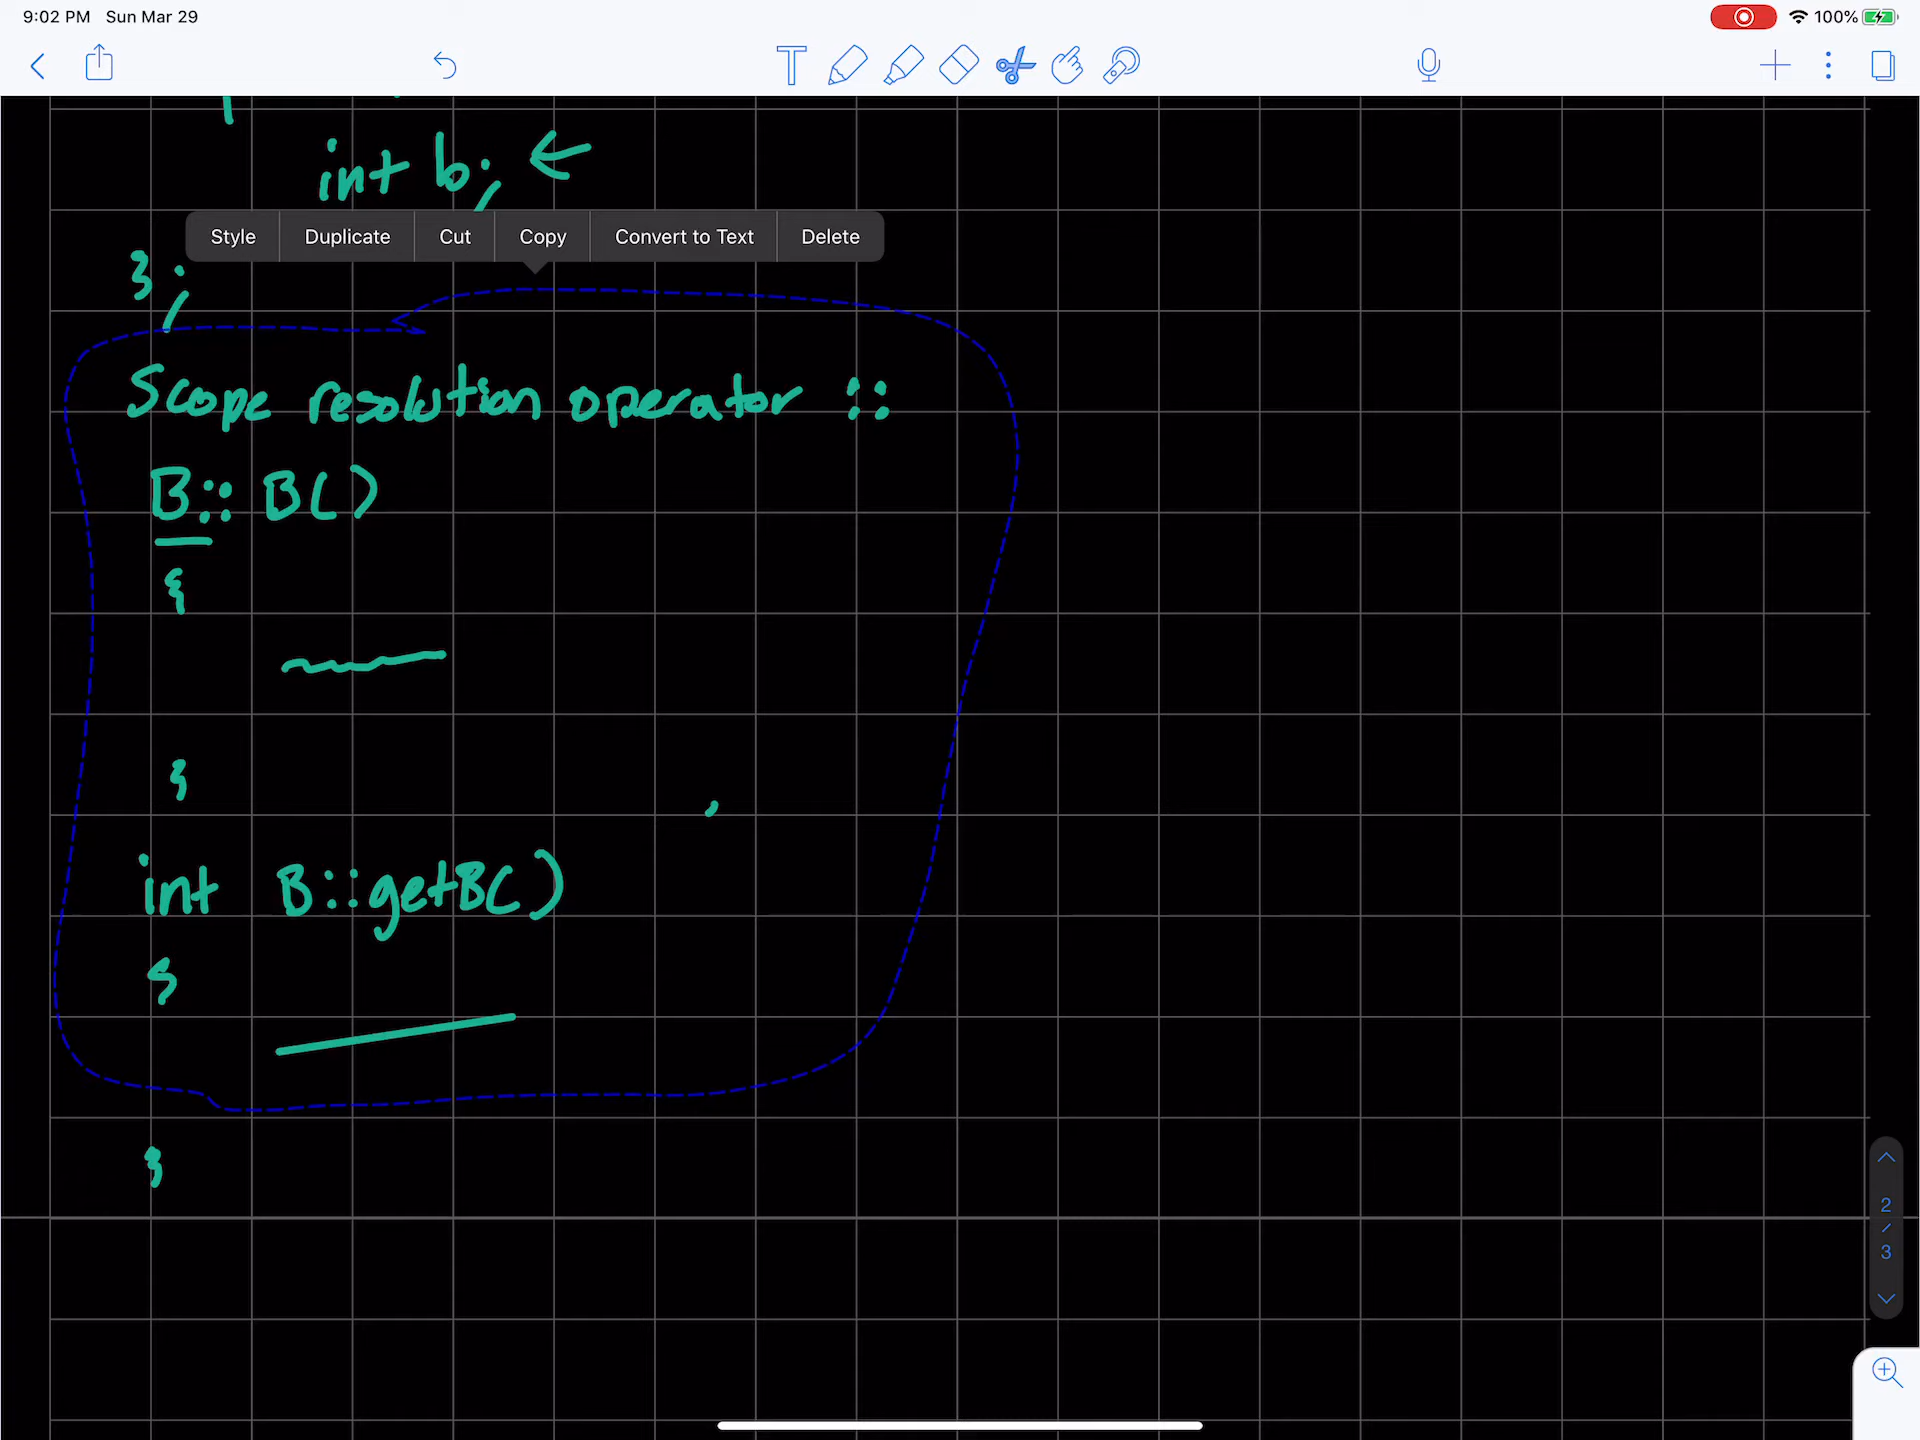 9:02 PM Sun Mar 29
100%
int b; ←
Style Duplicate Cut Copy Convert to Text Delete
};
Scope resolution operator ::
B:: B()
{
}
int B::getB()
{
}
2
/
3